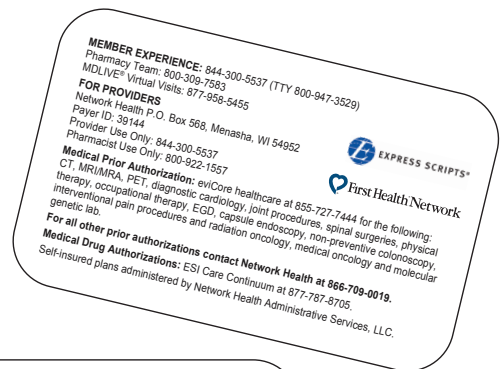 MEMBER EXPERIENCE: 844-300-5537 (TTY 800-947-3529)
Pharmacy Team: 800-309-7583
MDLIVE® Virtual Visits: 877-958-5455
FOR PROVIDERS
Network Health P.O. Box 568, Menasha, WI 54952
Payer ID: 39144
Provider Use Only: 844-300-5537
Pharmacist Use Only: 800-922-1557
EXPRESS SCRIPTS®
First Health Network
Medical Prior Authorization: eviCore healthcare at 855-727-7444 for the following:
CT, MRI/MRA, PET, diagnostic cardiology, joint procedures, spinal surgeries, physical
therapy, occupational therapy, EGD, capsule endoscopy, non-preventive colonoscopy,
interventional pain procedures and radiation oncology, medical oncology and molecular
genetic lab.
For all other prior authorizations contact Network Health at 866-709-0019.
Medical Drug Authorizations: ESI Care Continuum at 877-787-8705.
Self-insured plans administered by Network Health Administrative Services, LLC.